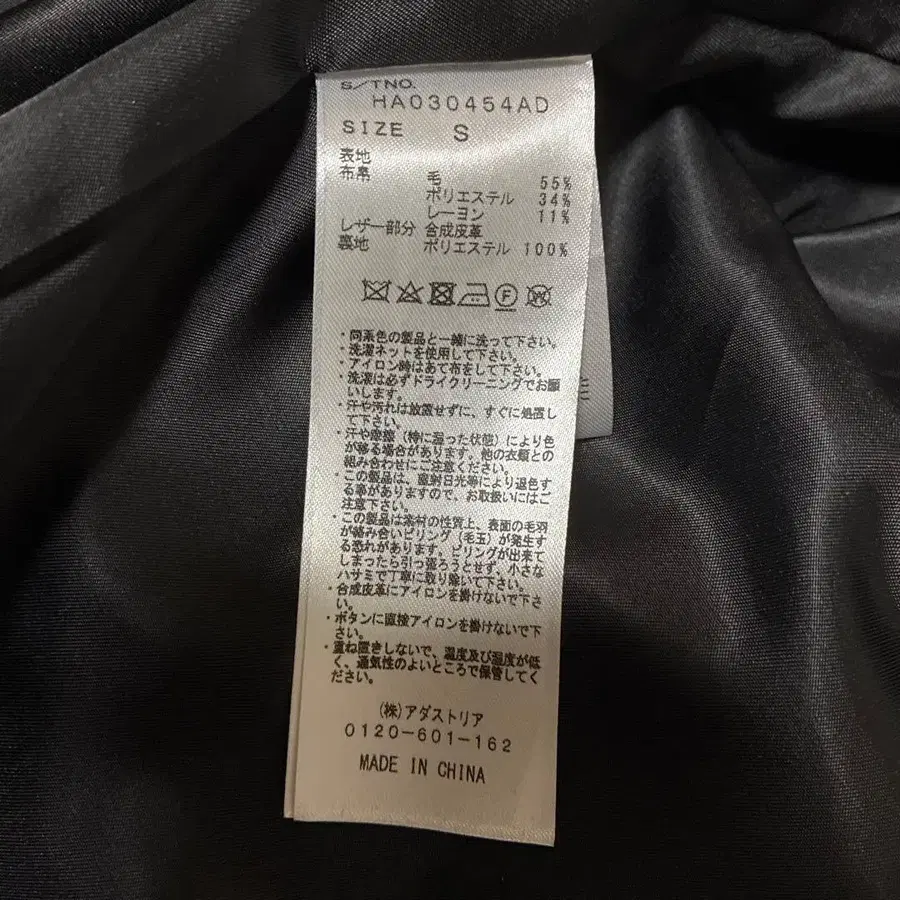 S/TNO.
HA030454AD
SIZE S
表地
布帛 毛 55%
ポリエステル 34%
レーヨン 11%
レザー部分 合成皮革
裏地 ポリエステル 100%
F
・同系色の製品と一緒に洗って下さい。
・洗濯ネットを使用して下さい。
・アイロン時はあて布をして下さい。
・洗濯は必ずドライクリーニングでお願
いします。
・汗や汚れは放置せずに、すぐに処置し
て下さい。
・汗や摩擦(特に湿った状態)により色
が移る場合があります。他の衣類との
組み合わせにご注意ください。
・この製品は、直射日光等により退色す
る事がありますので、お取扱いにはご
注意下さい。
・この製品は素材の性質上、表面の毛羽
が絡み合いピリング(毛玉)が発生す
る恐れがあります。ピリングが出来て
しまったら引っ張ろうとせず、小さな
ハサミで丁寧に取り除いて下さい。
・合成皮革にアイロンを掛けないで下さ
い。
・ボタンに直接アイロンを掛けないで下
さい。
・重ね置きしないで、温度及び湿度が低
く、通気性のよいところで保管してく
ださい。
(株)アダストリア
0120-601-162
MADE IN CHINA
毛